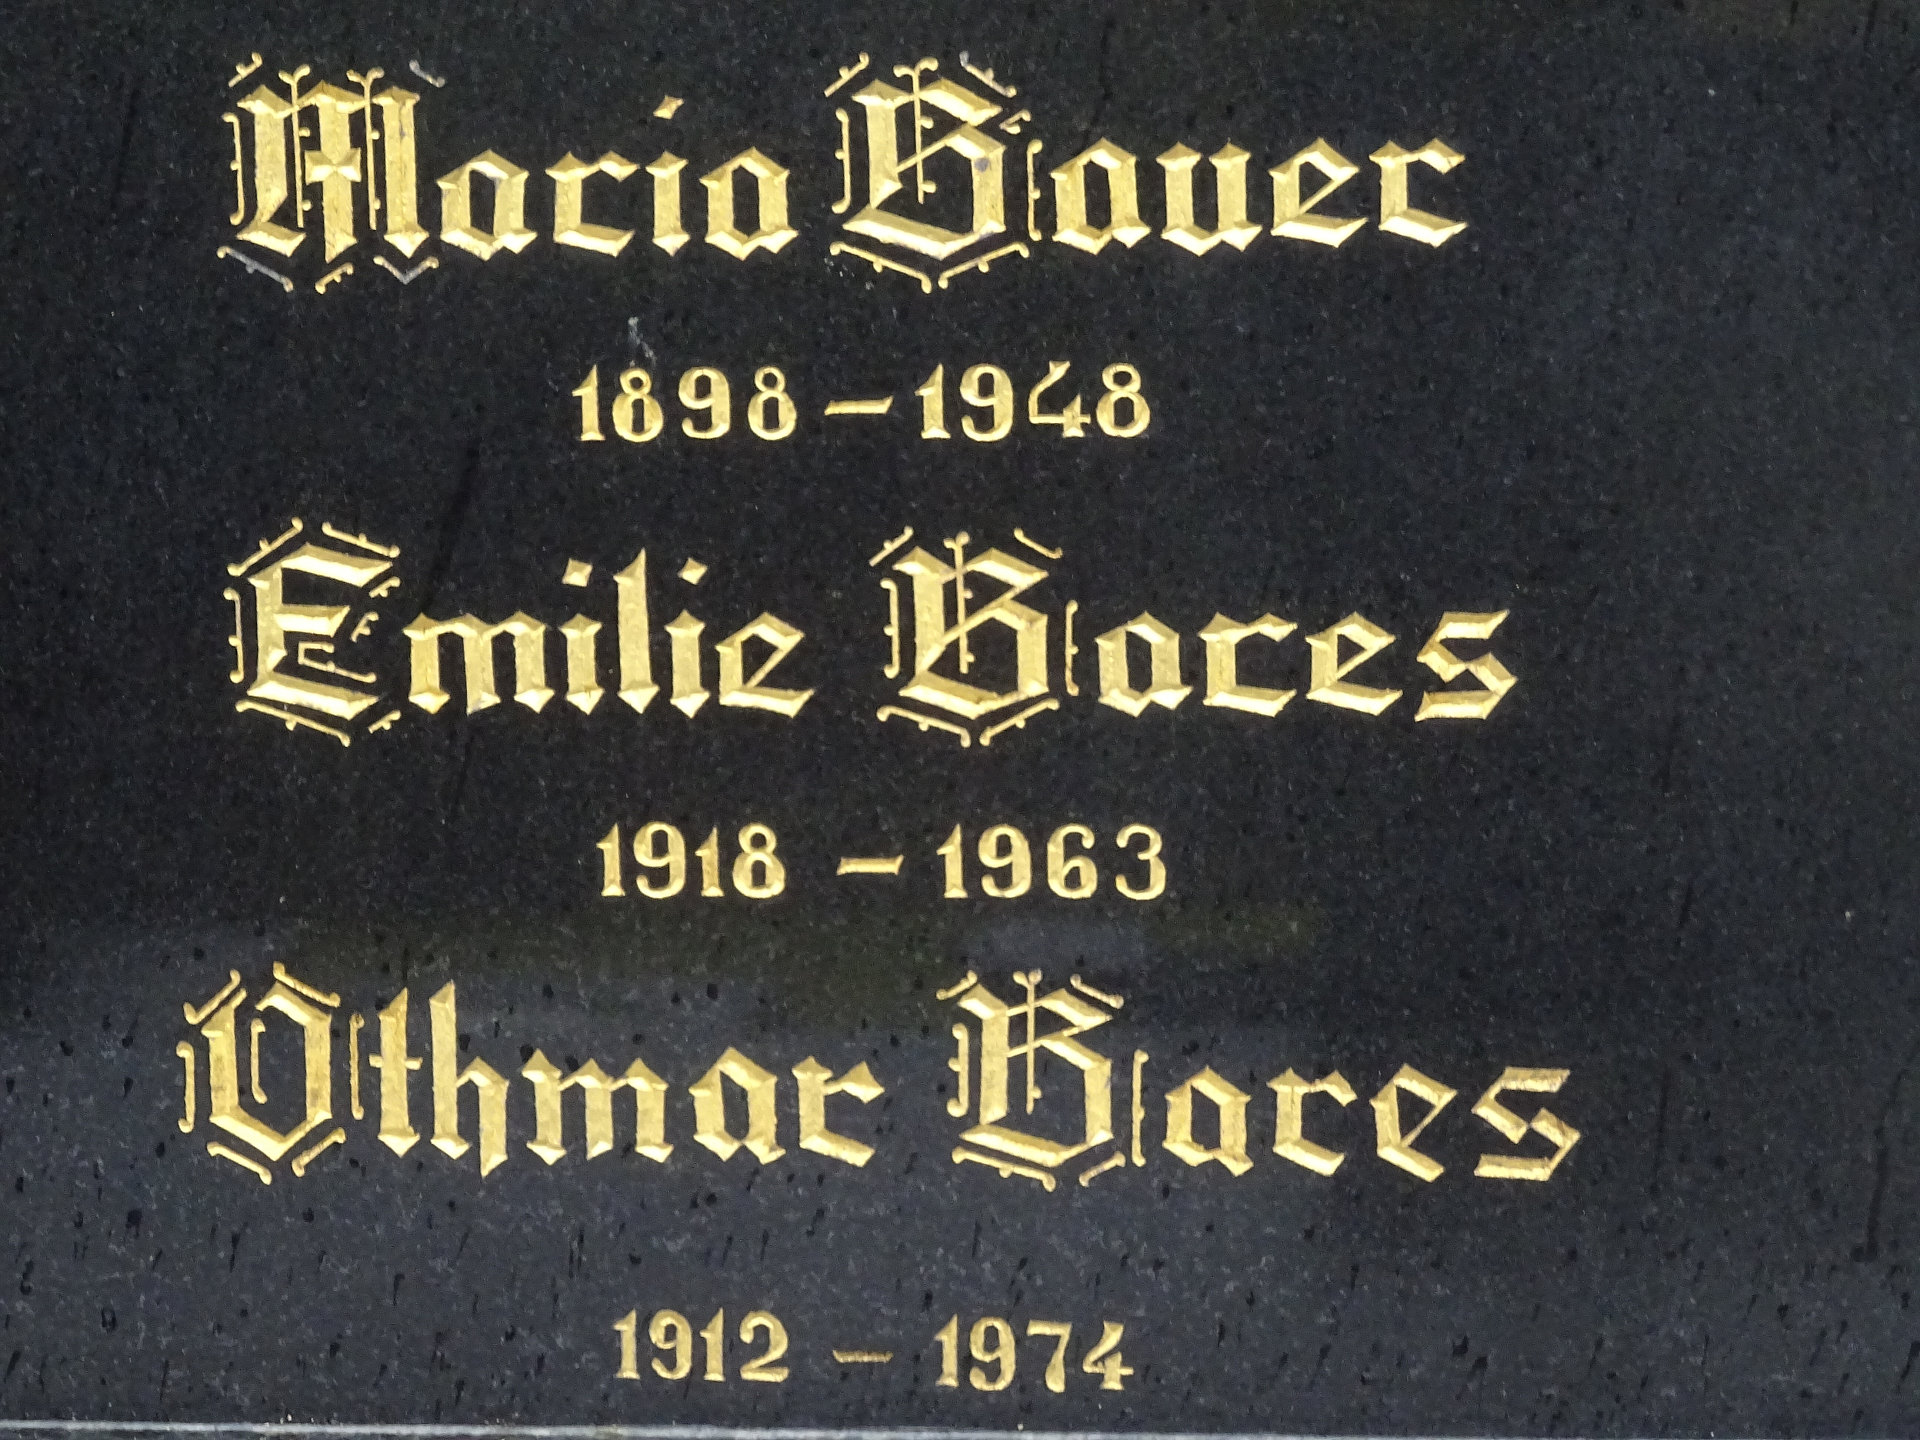 Maria Bauer
1898 – 1948
Emilie Bares
1918 – 1963
Othmar Bares
1912 – 1974